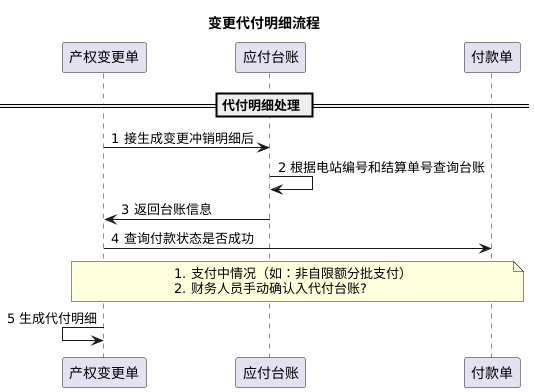 变更代付明细流程
产权变更单
应付台账
付款单
代付明细处理
1 接生成变更冲销明细后
2 根据电站编号和结算单号查询台账
3 返回台账信息
4 查询付款状态是否成功
1. 支付中情况（如：非自限额分批支付）
2. 财务人员手动确认入代付台账?
5 生成代付明细
产权变更单
应付台账
付款单